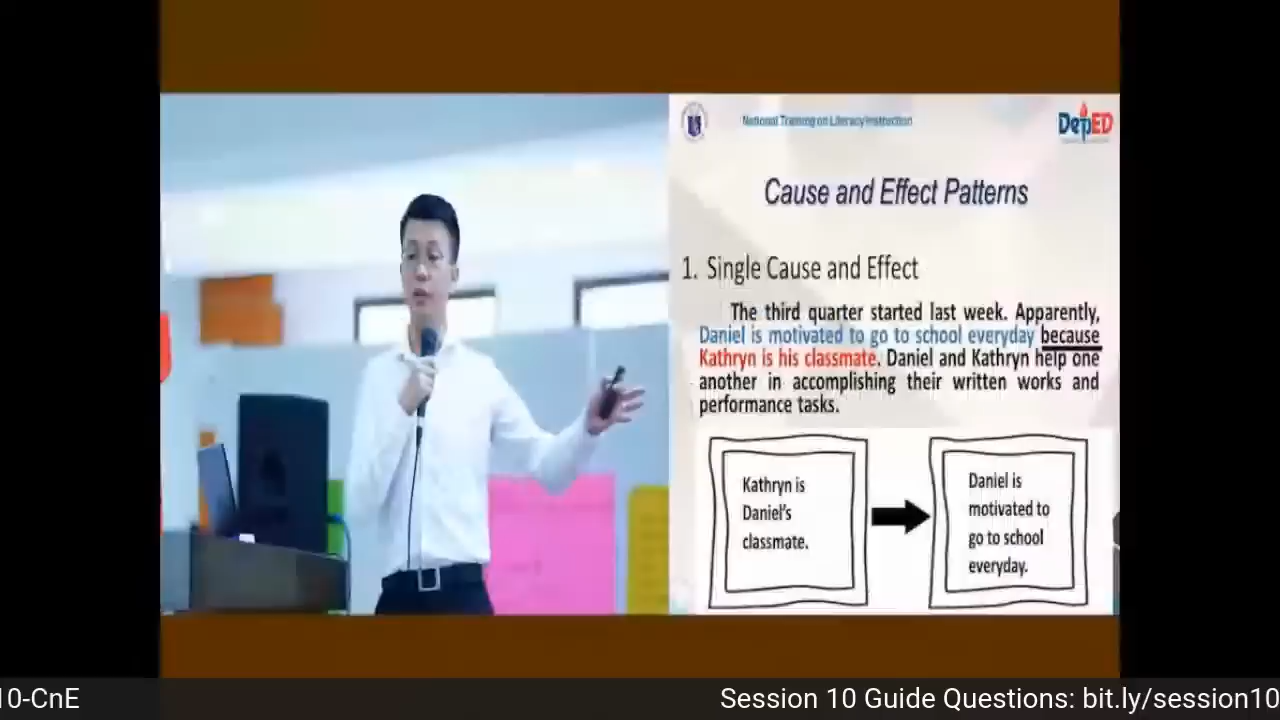 National Training on Literacy Instruction
DepED
Cause and Effect Patterns
1. Single Cause and Effect
The third quarter started last week. Apparently,
Daniel is motivated to go to school everyday because
Kathryn is his classmate. Daniel and Kathryn help one
another in accomplishing their written works and
performance tasks.
Kathryn is
Daniel's
classmate.
Daniel is
motivated to
go to school
everyday.
10-CnE
Session 10 Guide Questions: bit.ly/session10